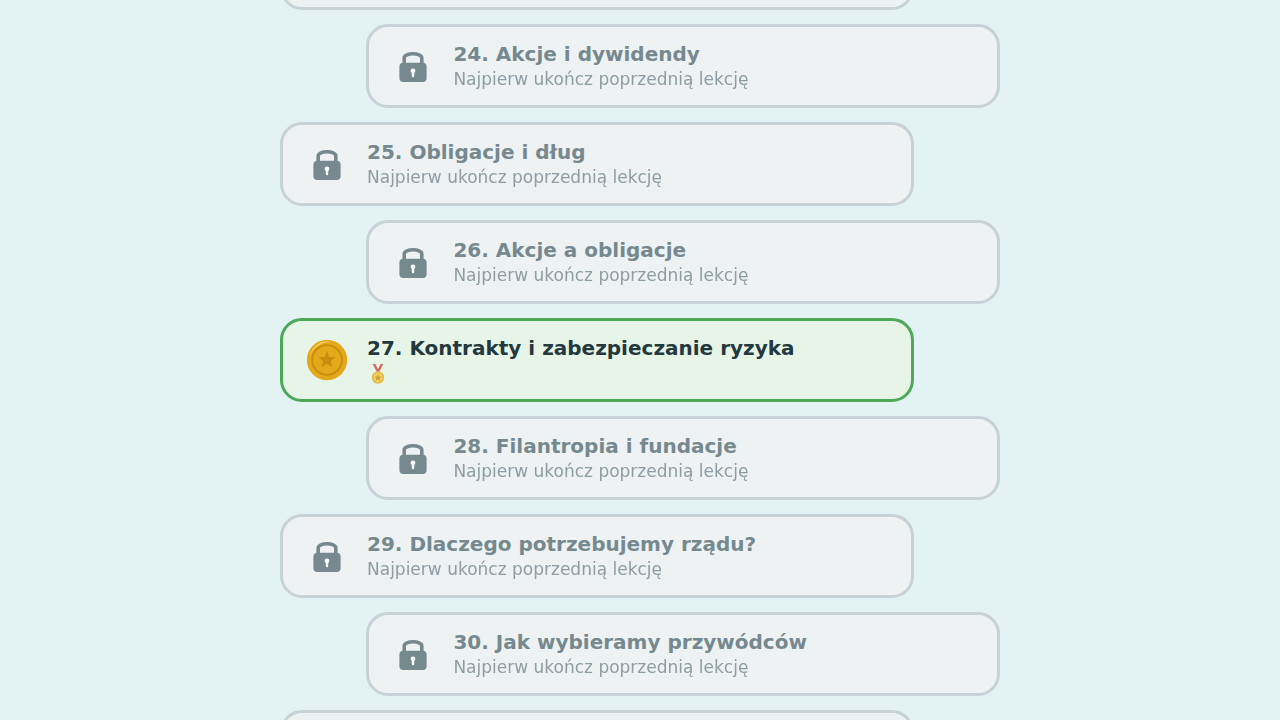 24. Akcje i dywidendy
Najpierw ukończ poprzednią lekcję
25. Obligacje i dług
Najpierw ukończ poprzednią lekcję
26. Akcje a obligacje
Najpierw ukończ poprzednią lekcję
27. Kontrakty i zabezpieczanie ryzyka
28. Filantropia i fundacje
Najpierw ukończ poprzednią lekcję
29. Dlaczego potrzebujemy rządu?
Najpierw ukończ poprzednią lekcję
30. Jak wybieramy przywódców
Najpierw ukończ poprzednią lekcję